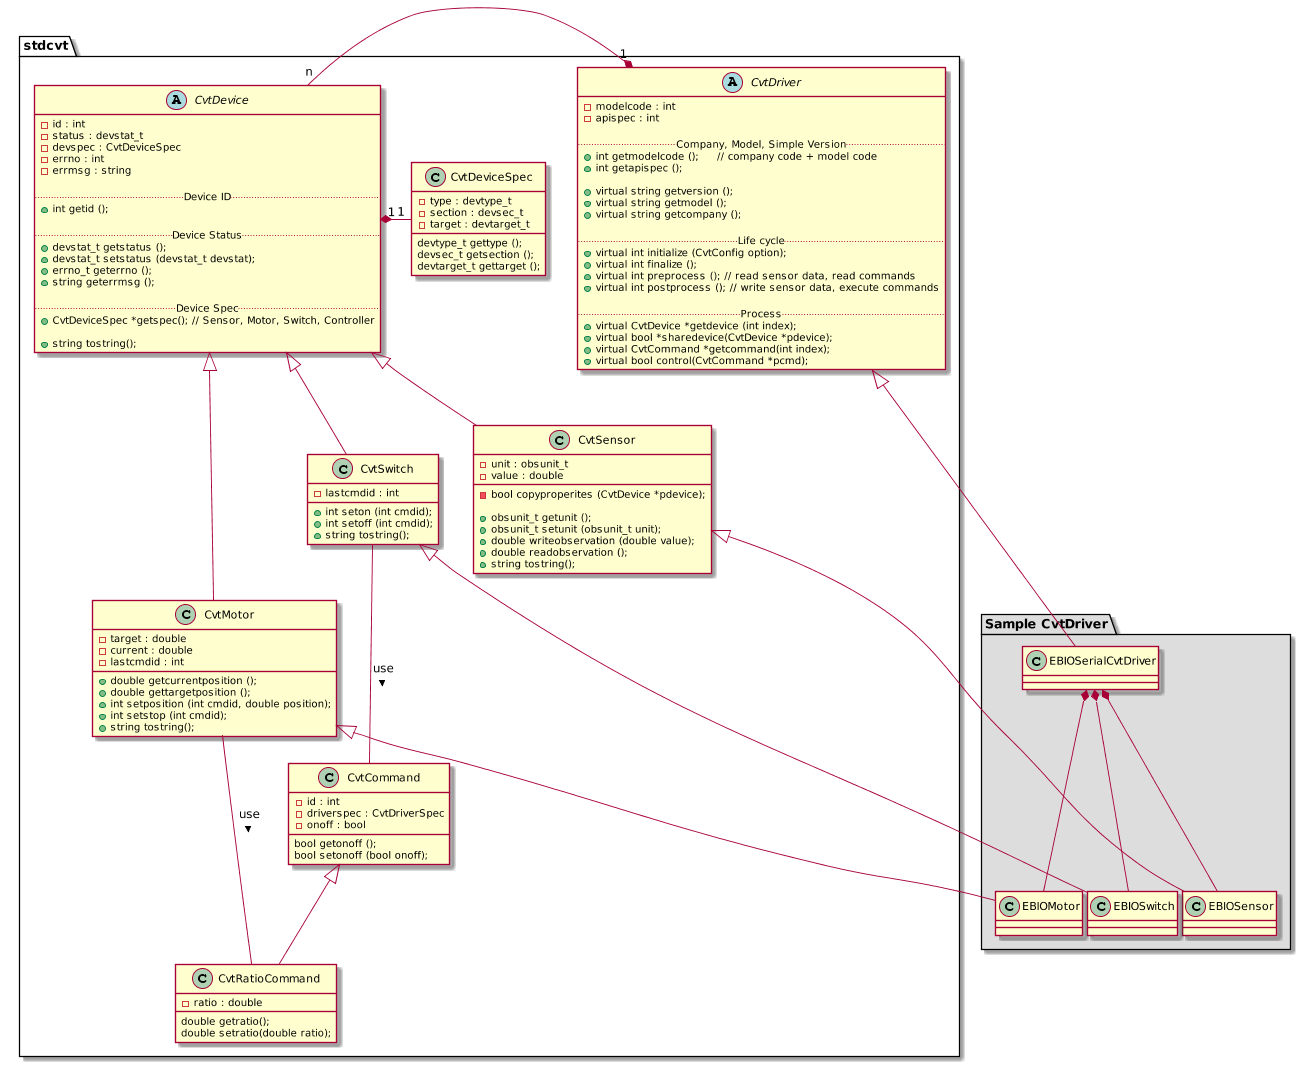 stdcvt
n
1
A CvtDevice
id : int
status : devstat_t
devspec : CvtDeviceSpec
errno : int
errmsg : string
Device ID
int getid ();
Device Status
devstat_t getstatus ();
devstat_t setstatus (devstat_t devstat);
errno_t geterrno ();
string geterrmsg ();
Device Spec
CvtDeviceSpec *getspec(); // Sensor, Motor, Switch, Controller
string tostring();
1 1
C CvtDeviceSpec
type : devtype_t
section : devsec_t
target : devtarget_t
devtype_t gettype ();
devsec_t getsection ();
devtarget_t gettarget ();
A CvtDriver
modelcode : int
apispec : int
Company, Model, Simple Version
int getmodelcode (); // company code + model code
int getapispec ();
virtual string getversion ();
virtual string getmodel ();
virtual string getcompany ();
Life cycle
virtual int initialize (CvtConfig option);
virtual int finalize ();
virtual int preprocess (); // read sensor data, read commands
virtual int postprocess (); // write sensor data, execute commands
Process
virtual CvtDevice *getdevice (int index);
virtual bool *sharedevice(CvtDevice *pdevice);
virtual CvtCommand *getcommand(int index);
virtual bool control(CvtCommand *pcmd);
C CvtSwitch
lastcmdid : int
int seton (int cmdid);
int setoff (int cmdid);
string tostring();
C CvtSensor
unit : obsunit_t
value : double
bool copyproperites (CvtDevice *pdevice);
obsunit_t getunit ();
obsunit_t setunit (obsunit_t unit);
double writeobservation (double value);
double readobservation ();
string tostring();
C CvtMotor
target : double
current : double
lastcmdid : int
double getcurrentposition ();
double gettargetposition ();
int setposition (int cmdid, double position);
int setstop (int cmdid);
string tostring();
use
use
C CvtCommand
id : int
driverspec : CvtDriverSpec
onoff : bool
bool getonoff ();
bool setonoff (bool onoff);
C CvtRatioCommand
ratio : double
double getratio();
double setratio(double ratio);
Sample CvtDriver
C EBIOSerialCvtDriver
C EBIOMotor
C EBIOSwitch
C EBIOSensor